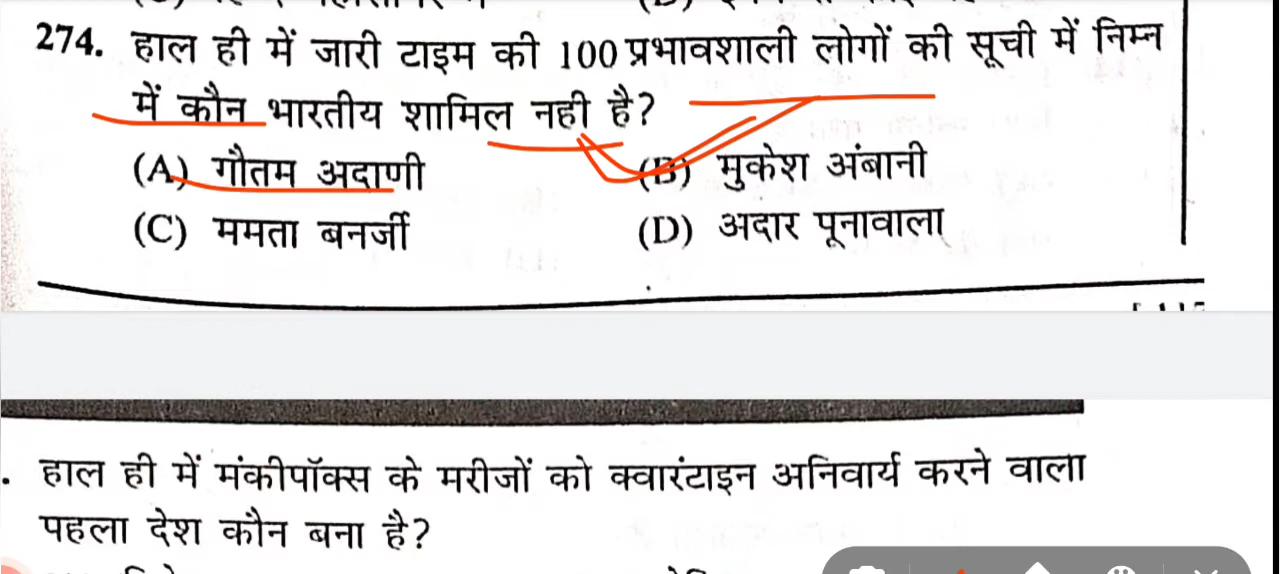 274. हाल ही में जारी टाइम की 100 प्रभावशाली लोगों की सूची में निम्न
में कौन भारतीय शामिल नही है?
(A) गौतम अदाणी (B) मुकेश अंबानी
(C) ममता बनर्जी (D) अदार पूनावाला
. हाल ही में मंकीपॉक्स के मरीजों को क्वारंटाइन अनिवार्य करने वाला
पहला देश कौन बना है?